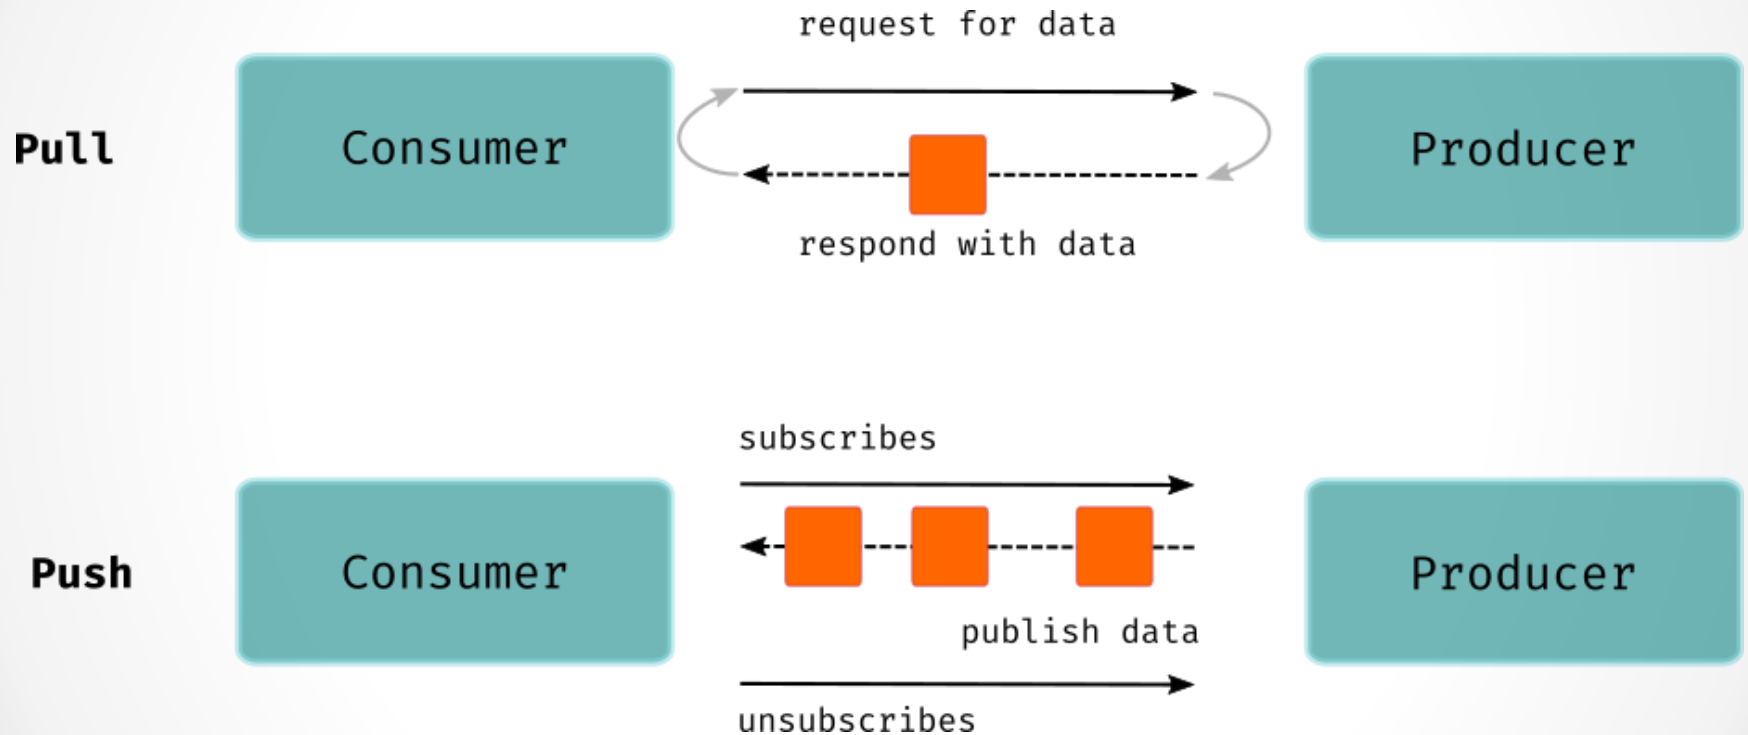 request for data
Pull
Consumer
Producer
respond with data
subscribes
Push
Consumer
Producer
publish data
unsubscribes